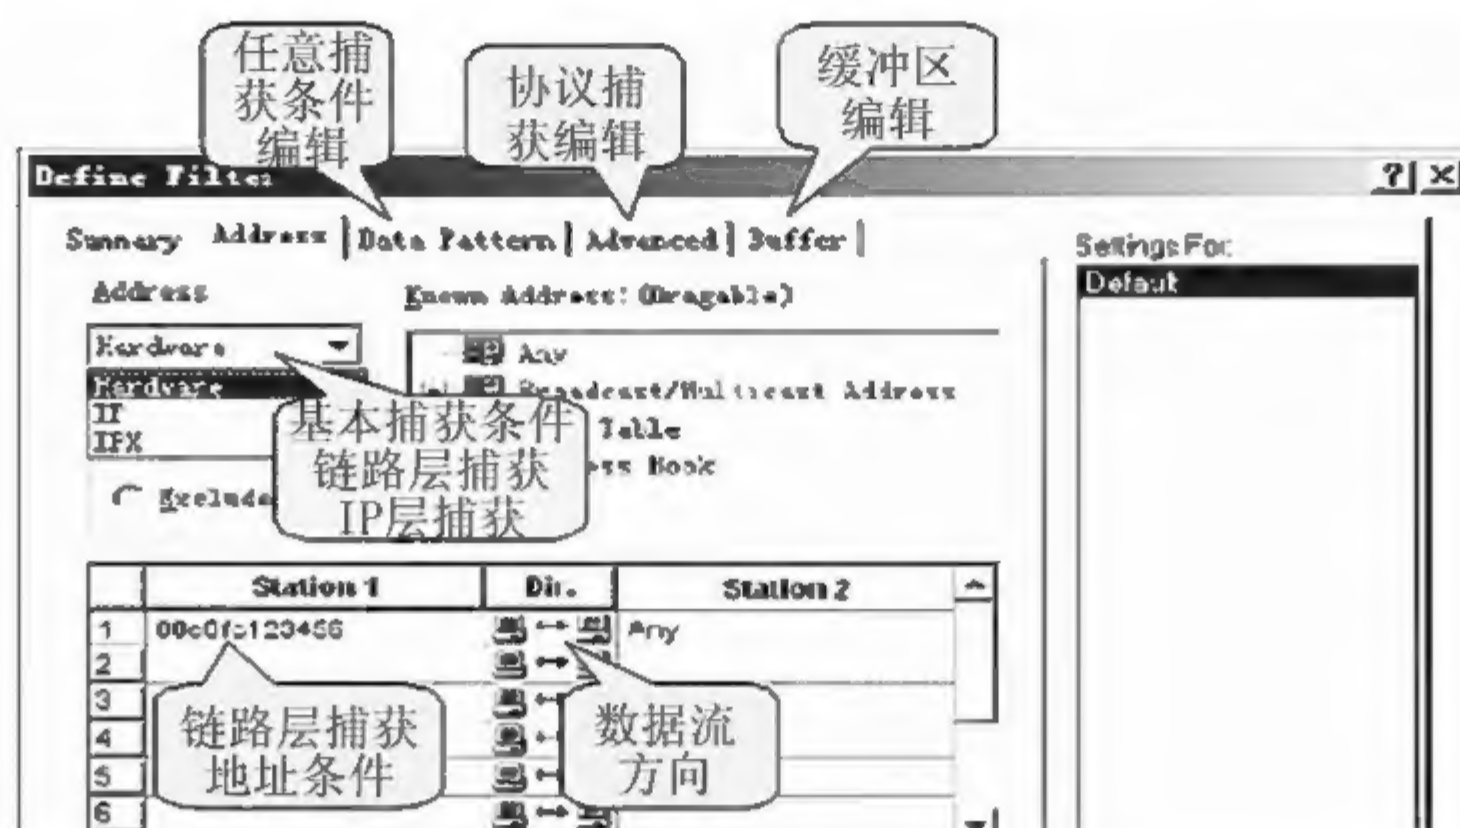 任意捕
获条件
编辑
协议捕
获编辑
缓冲区
编辑
Define Filter
Summary Address Data Pattern Advanced Buffer
Settings For:
Default
Address
Known Address: (Dragable)
Hardware
Any
Hardware
Broadcast/Multicast Address
IP
IPX
Table
Book
基本捕获条件
链路层捕获
IP层捕获
Exclude
Station 1 Dir. Station 2
1 Any
2
3
4
5
6
链路层捕获
地址条件
数据流
方向